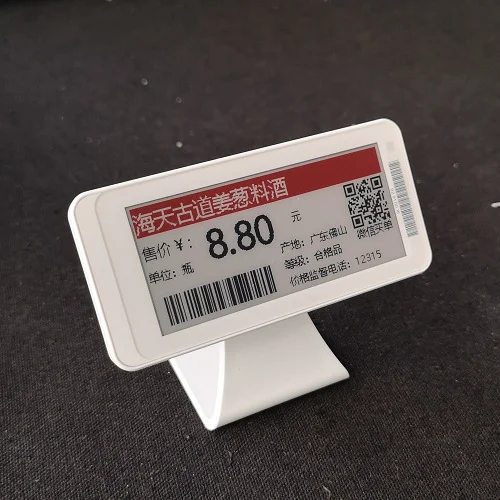 海天古道姜葱料酒
售价￥: 8.80 元
单位: 瓶
产地: 广东佛山
等级: 合格品
价格监督电话: 12315
微信买单